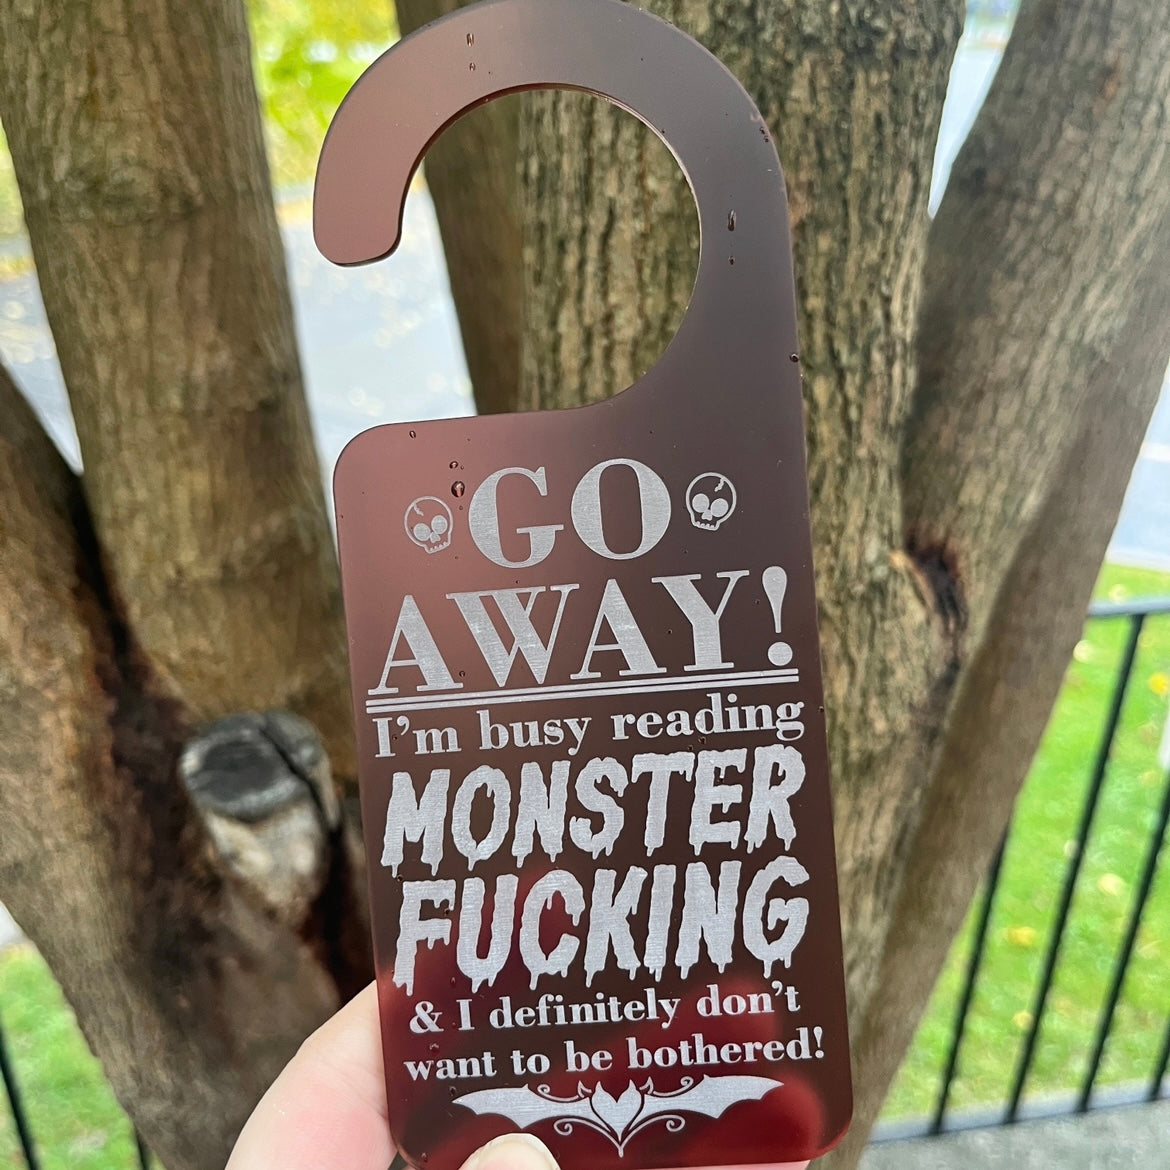 GO
AWAY!
I'm busy reading
MONSTER
FUCKING
& I definitely don't
want to be bothered!